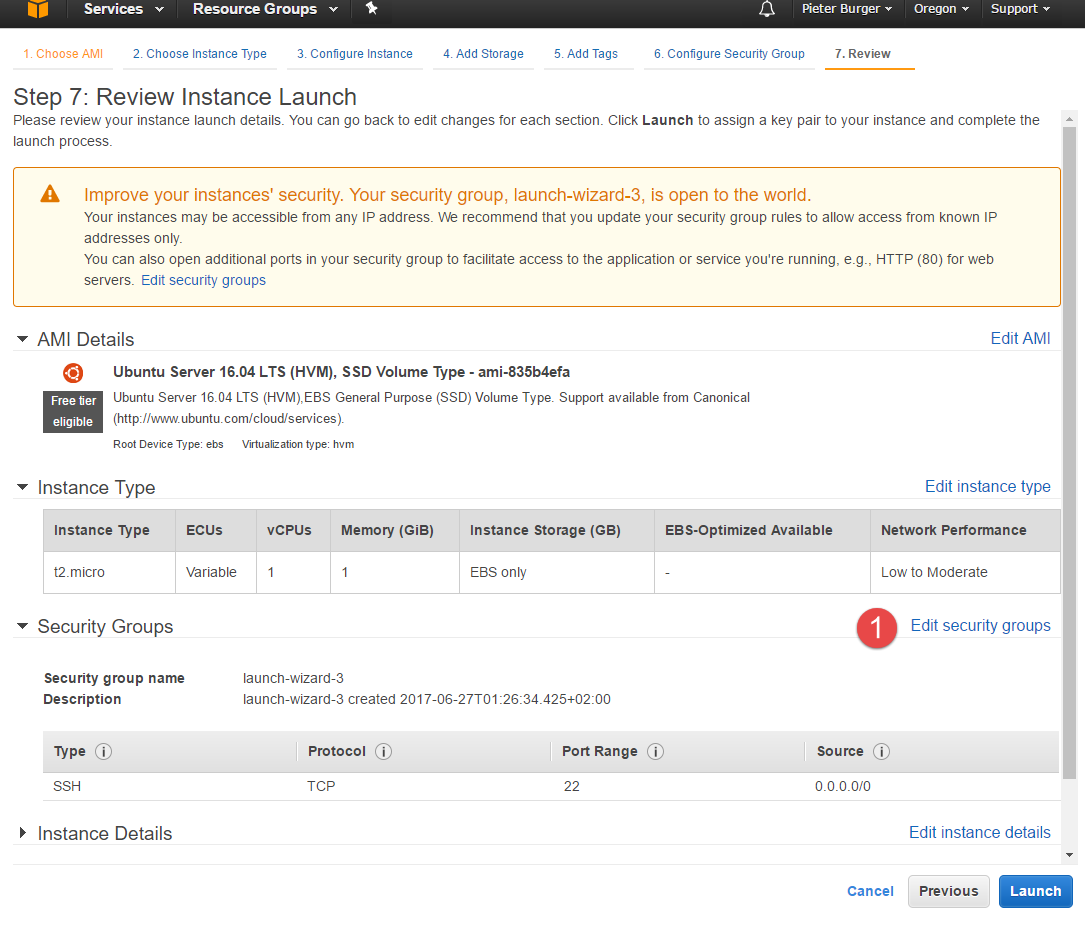 Services Resource Groups Pieter Burger Oregon Support
1. Choose AMI 2. Choose Instance Type 3. Configure Instance 4. Add Storage 5. Add Tags 6. Configure Security Group 7. Review
Step 7: Review Instance Launch
Please review your instance launch details. You can go back to edit changes for each section. Click Launch to assign a key pair to your instance and complete the
launch process.
Improve your instances' security. Your security group, launch-wizard-3, is open to the world.
Your instances may be accessible from any IP address. We recommend that you update your security group rules to allow access from known IP
addresses only.
You can also open additional ports in your security group to facilitate access to the application or service you're running, e.g., HTTP (80) for web
servers. Edit security groups
AMI Details Edit AMI
Ubuntu Server 16.04 LTS (HVM), SSD Volume Type - ami-835b4efa
Free tier
eligible
Ubuntu Server 16.04 LTS (HVM),EBS General Purpose (SSD) Volume Type. Support available from Canonical
(http://www.ubuntu.com/cloud/services).
Root Device Type: ebs Virtualization type: hvm
Instance Type Edit instance type
Instance Type ECUs vCPUs Memory (GiB) Instance Storage (GB) EBS-Optimized Available Network Performance
t2.micro Variable 1 1 EBS only - Low to Moderate
Security Groups 1 Edit security groups
Security group name launch-wizard-3
Description launch-wizard-3 created 2017-06-27T01:26:34.425+02:00
Type i Protocol i Port Range i Source i
SSH TCP 22 0.0.0.0/0
Instance Details Edit instance details
Cancel Previous Launch